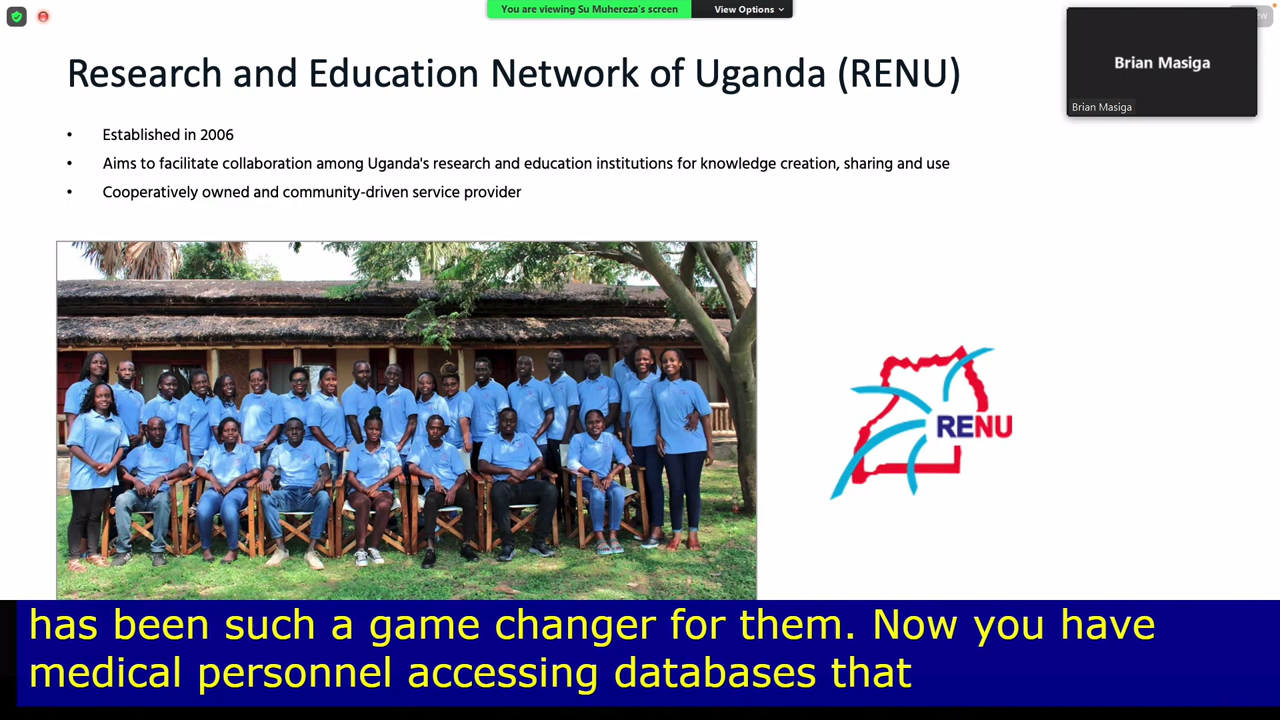 You are viewing Su Muhereza's screen
View Options
Research and Education Network of Uganda (RENU)
Brian Masiga
Brian Masiga
• Established in 2006
• Aims to facilitate collaboration among Uganda's research and education institutions for knowledge creation, sharing and use
• Cooperatively owned and community-driven service provider
RENU
has been such a game changer for them. Now you have
medical personnel accessing databases that